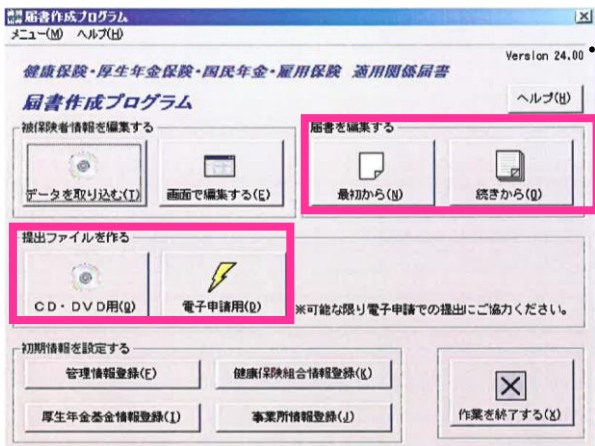 届書作成プログラム
メニュー(M) ヘルプ(H)
Version 24.00
健康保険・厚生年金保険・国民年金・雇用保険 適用関係届書
届書作成プログラム
ヘルプ(H)
被保険者情報を編集する
届書を編集する
データを取り込む(T)
画面で編集する(E)
最初から(N)
続きから(O)
提出ファイルを作る
CD・DVD用(Q)
電子申請用(D)
※可能な限り電子申請での提出にご協力ください。
初期情報を設定する
管理情報登録(F)
健康保険組合情報登録(K)
厚生年金基金情報登録(I)
事業所情報登録(J)
作業を終了する(X)